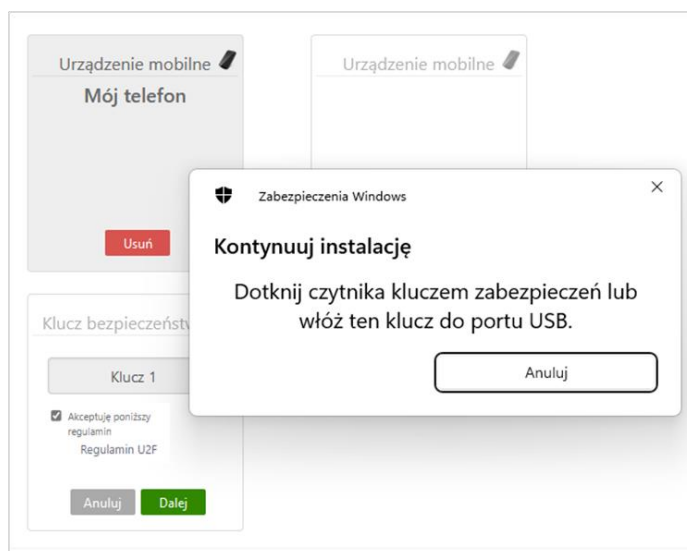 Urządzenie mobilne
Mój telefon
Usuń
Urządzenie mobilne
Zabezpieczenia Windows
Kontynuuj instalację
Dotknij czytnika kluczem zabezpieczeń lub
włóż ten klucz do portu USB.
Anuluj
Klucz
Klucz 1
Akceptuję poniższy
regulamin
Regulamin U2F
Anuluj
Dalej